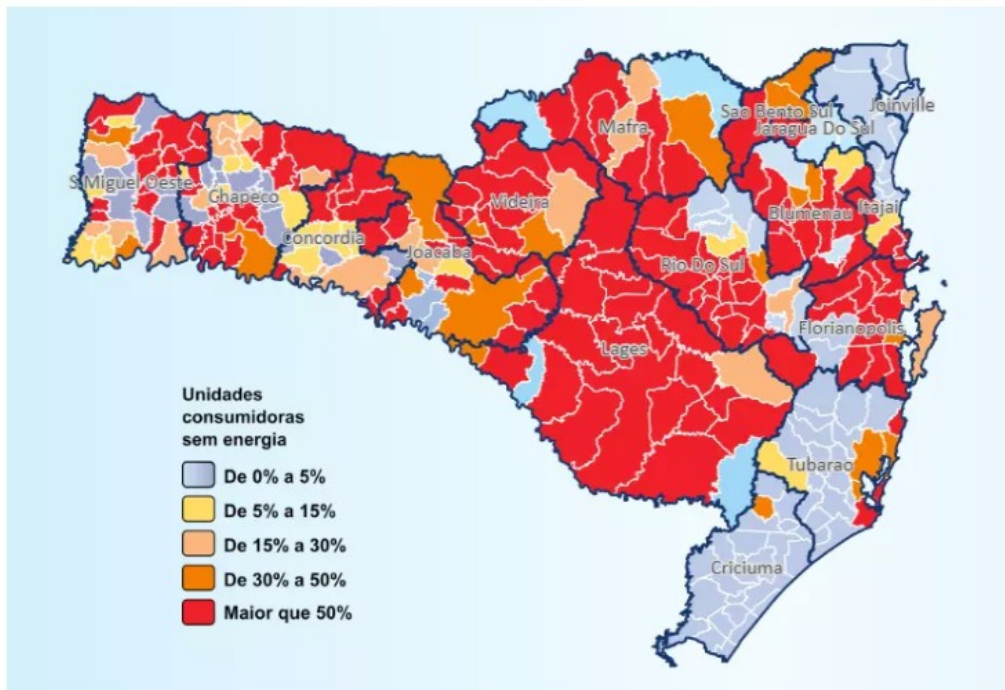 Sao Bento Sul
Joinville
Mafra
Jaragua Do Sul
S Miguel Oeste
Chapeco
Videira
Blumenau
Itajai
Concordia
Joacaba
Rio Do Sul
Florianopolis
Lages
Unidades
consumidoras
sem energia
De 0% a 5%
De 5% a 15%
De 15% a 30%
De 30% a 50%
Maior que 50%
Tubarao
Criciuma